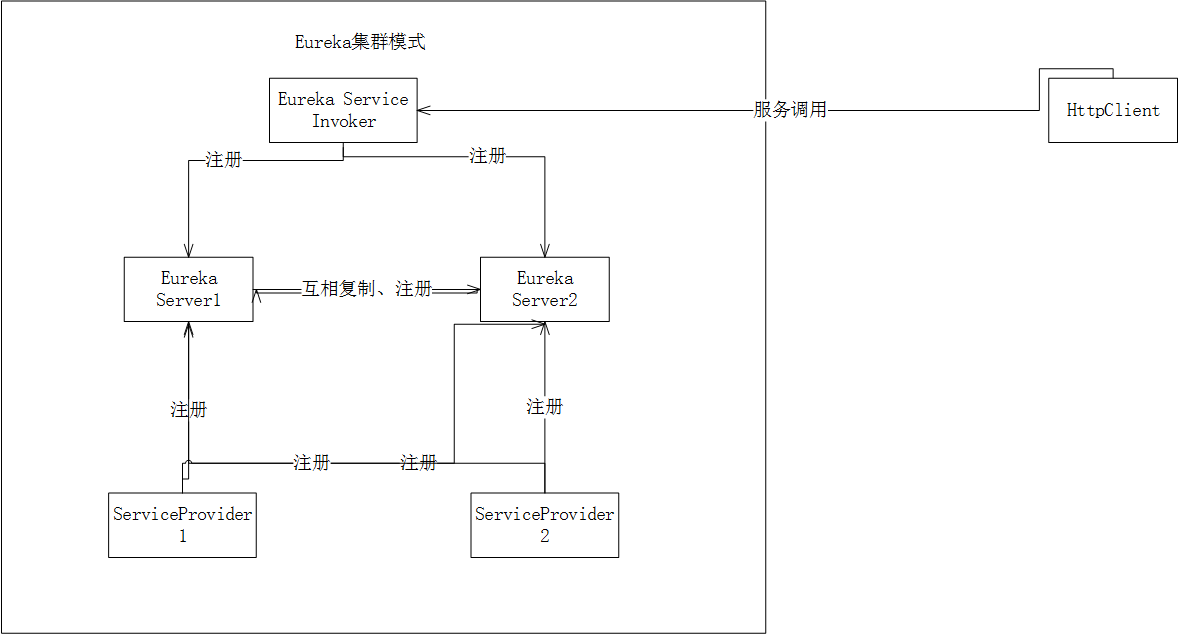 Eureka集群模式
Eureka Service
Invoker
服务调用
HttpClient
注册
注册
Eureka
Server1
互相复制、注册
Eureka
Server2
注册
注册
注册
注册
ServiceProvider
1
ServiceProvider
2